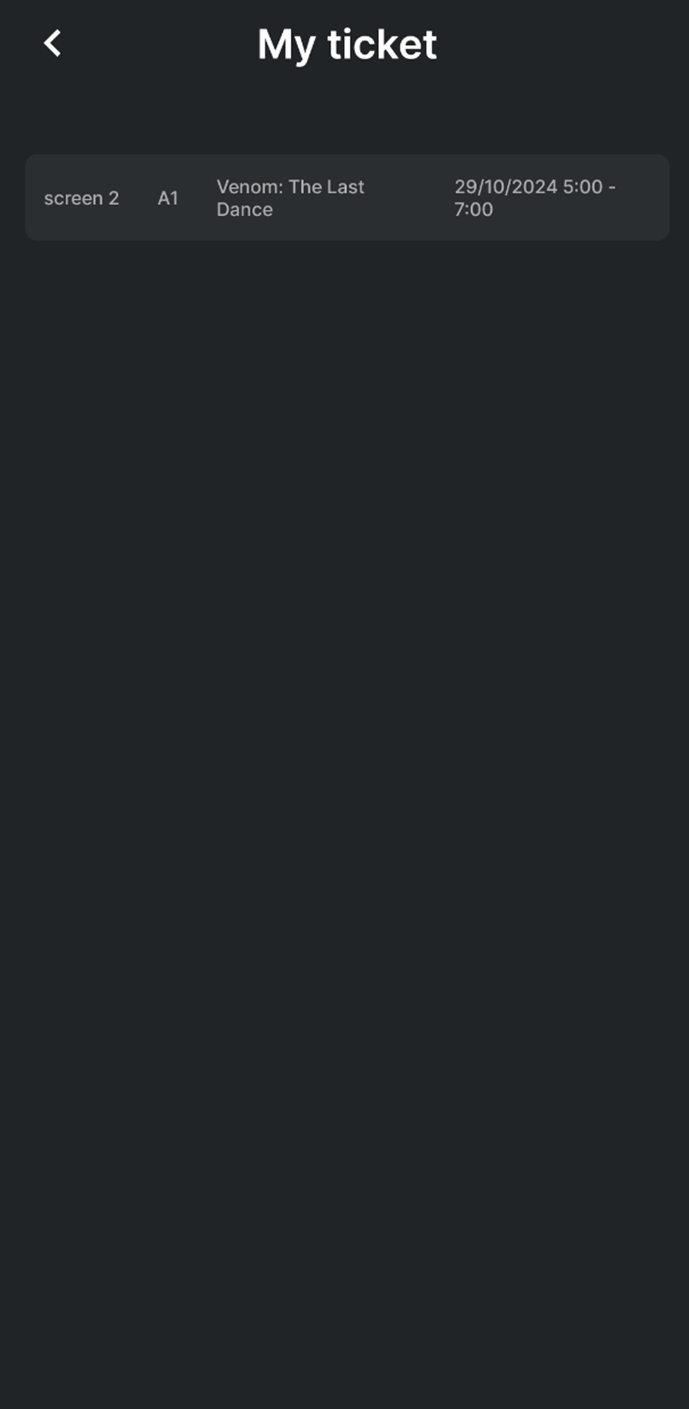 My ticket
screen 2
A1
Venom: The Last
Dance
29/10/2024 5:00 -
7:00